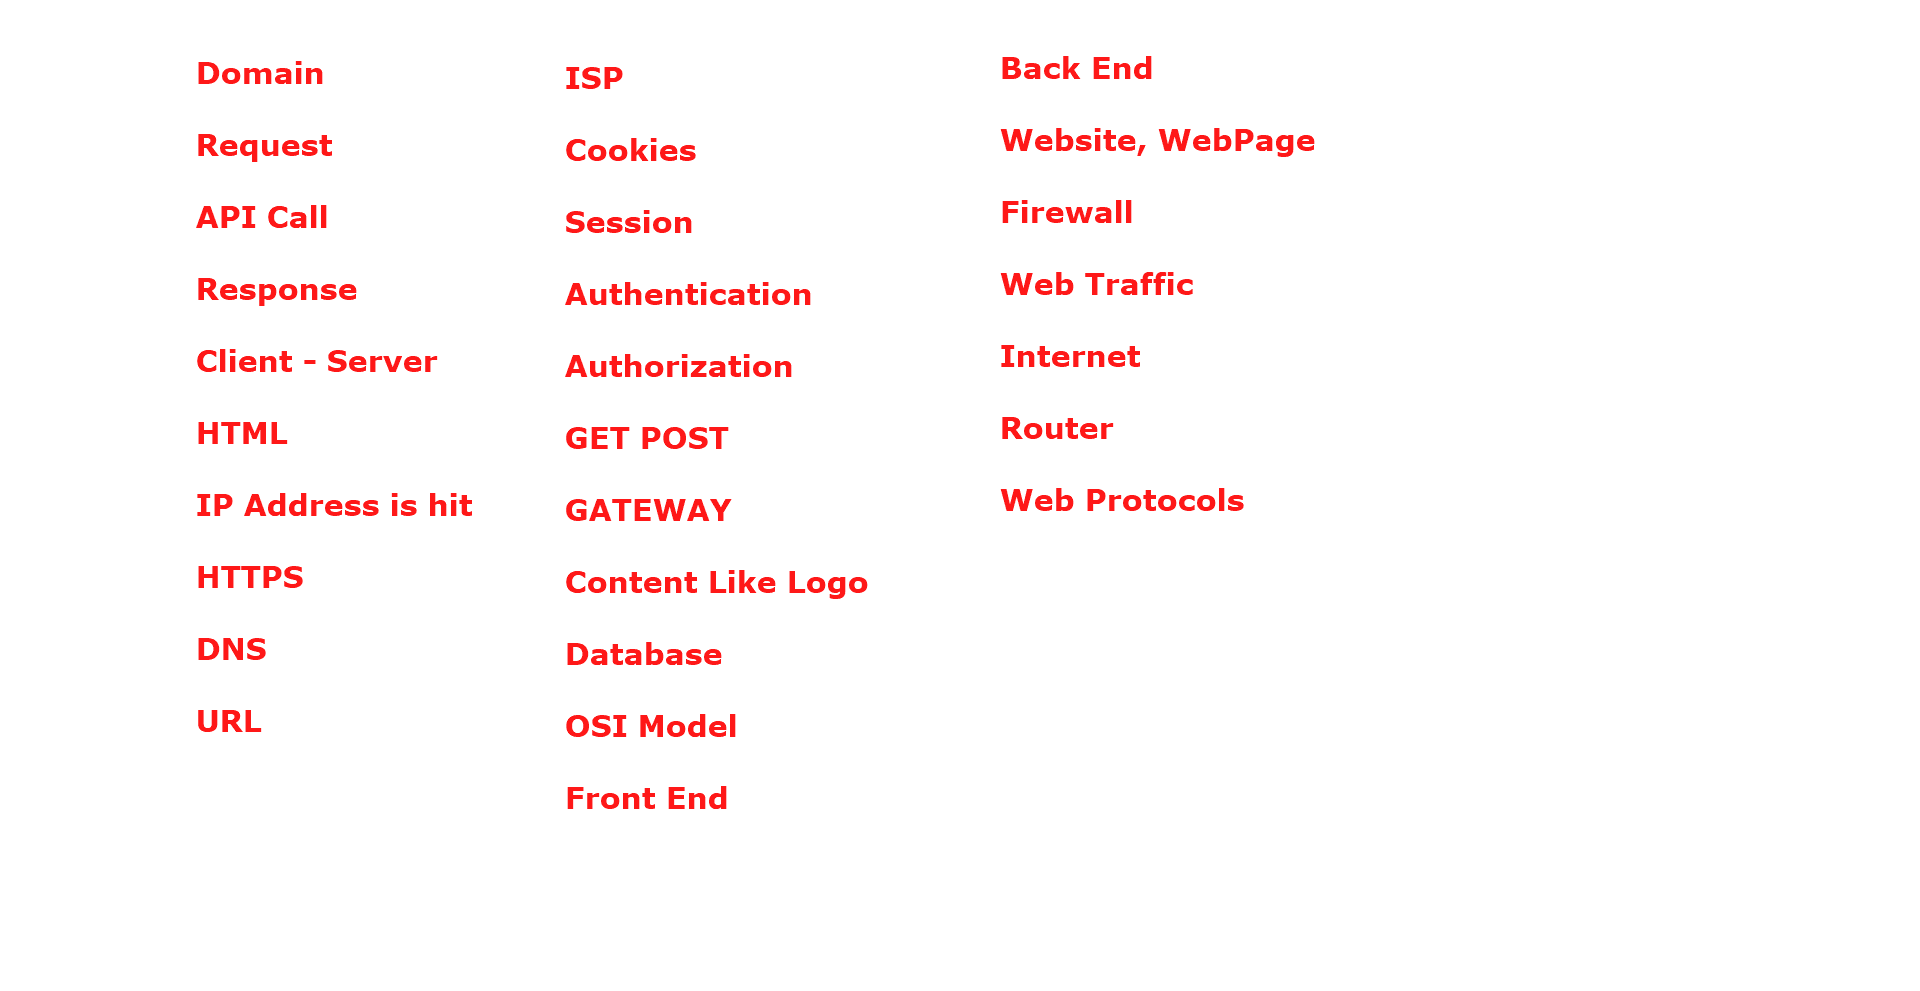 Domain
Request
API Call
Response
Client - Server
HTML
IP Address is hit
HTTPS
DNS
URL
ISP
Cookies
Session
Authentication
Authorization
GET POST
GATEWAY
Content Like Logo
Database
OSI Model
Front End
Back End
Website, WebPage
Firewall
Web Traffic
Internet
Router
Web Protocols